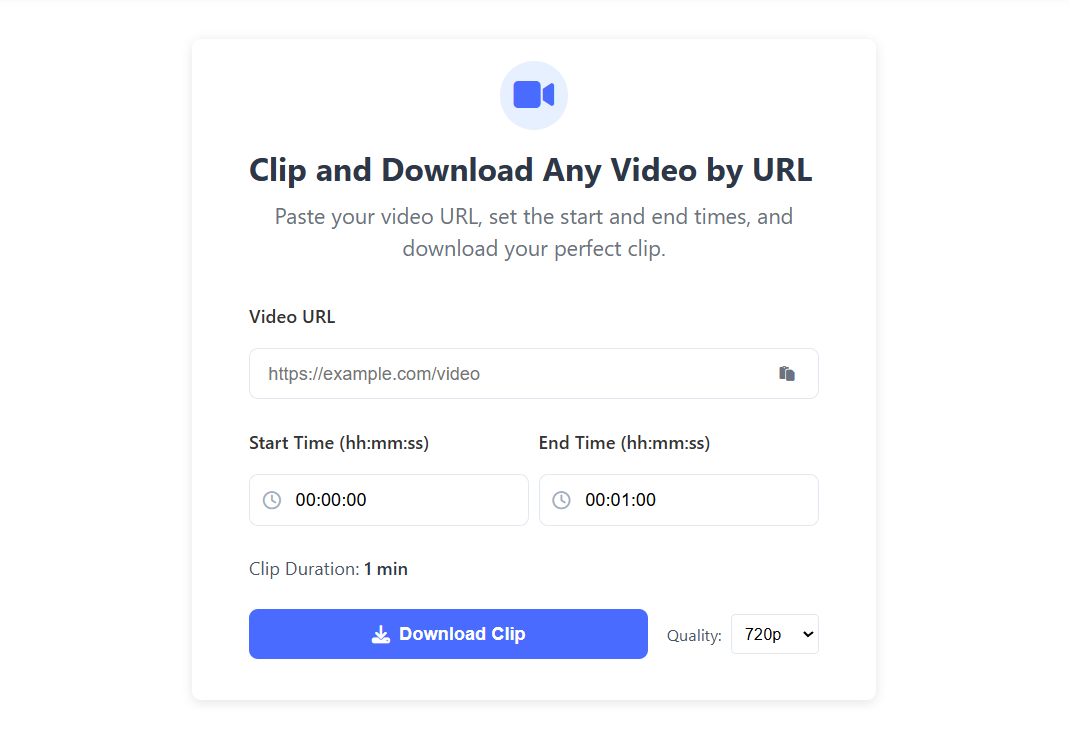 Clip and Download Any Video by URL
Paste your video URL, set the start and end times, and
download your perfect clip.
Video URL
https://example.com/video
Start Time (hh:mm:ss) End Time (hh:mm:ss)
00:00:00 00:01:00
Clip Duration: 1 min
Download Clip Quality: 720p